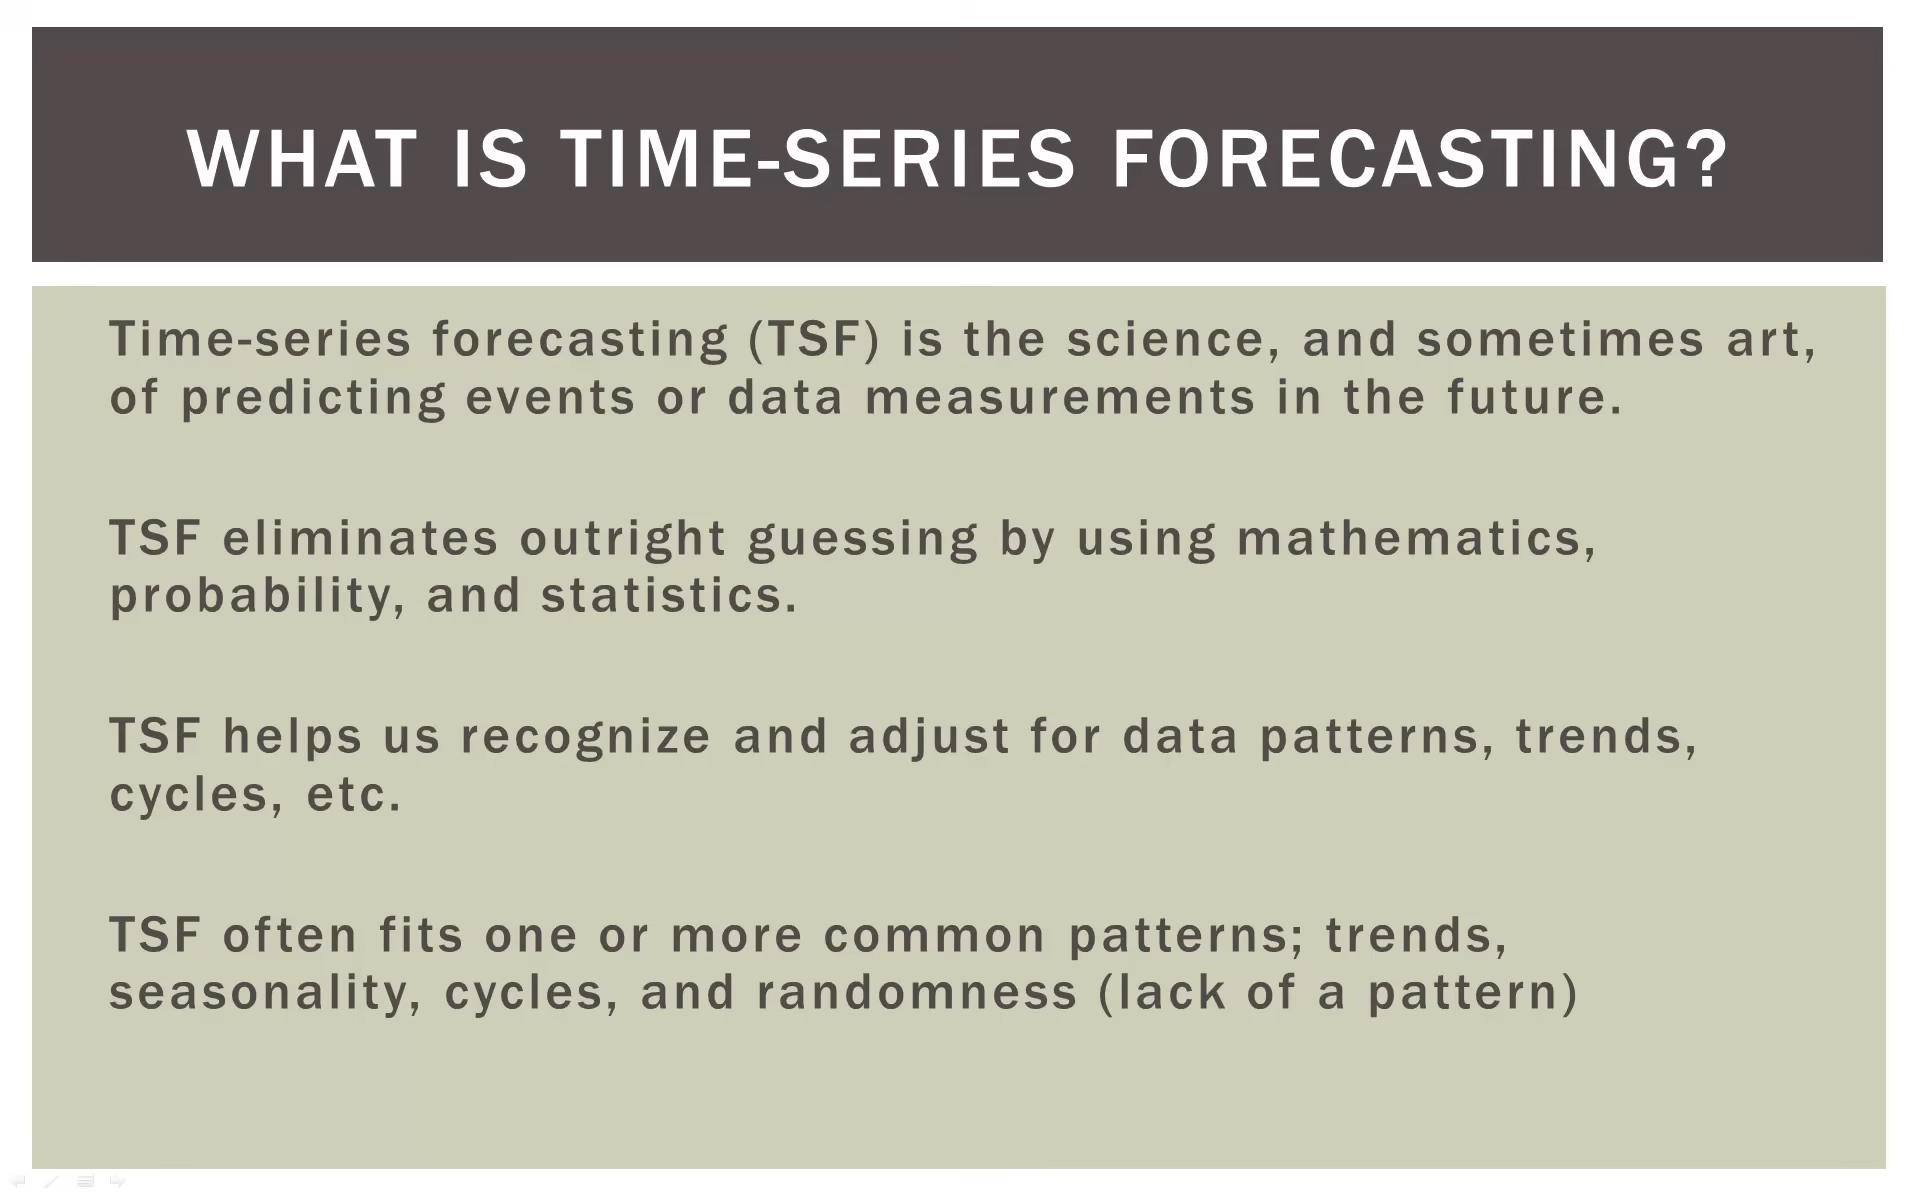 WHAT IS TIME-SERIES FORECASTING?
Time-series forecasting (TSF) is the science, and sometimes art,
of predicting events or data measurements in the future.
TSF eliminates outright guessing by using mathematics,
probability, and statistics.
TSF helps us recognize and adjust for data patterns, trends,
cycles, etc.
TSF often fits one or more common patterns; trends,
seasonality, cycles, and randomness (lack of a pattern)